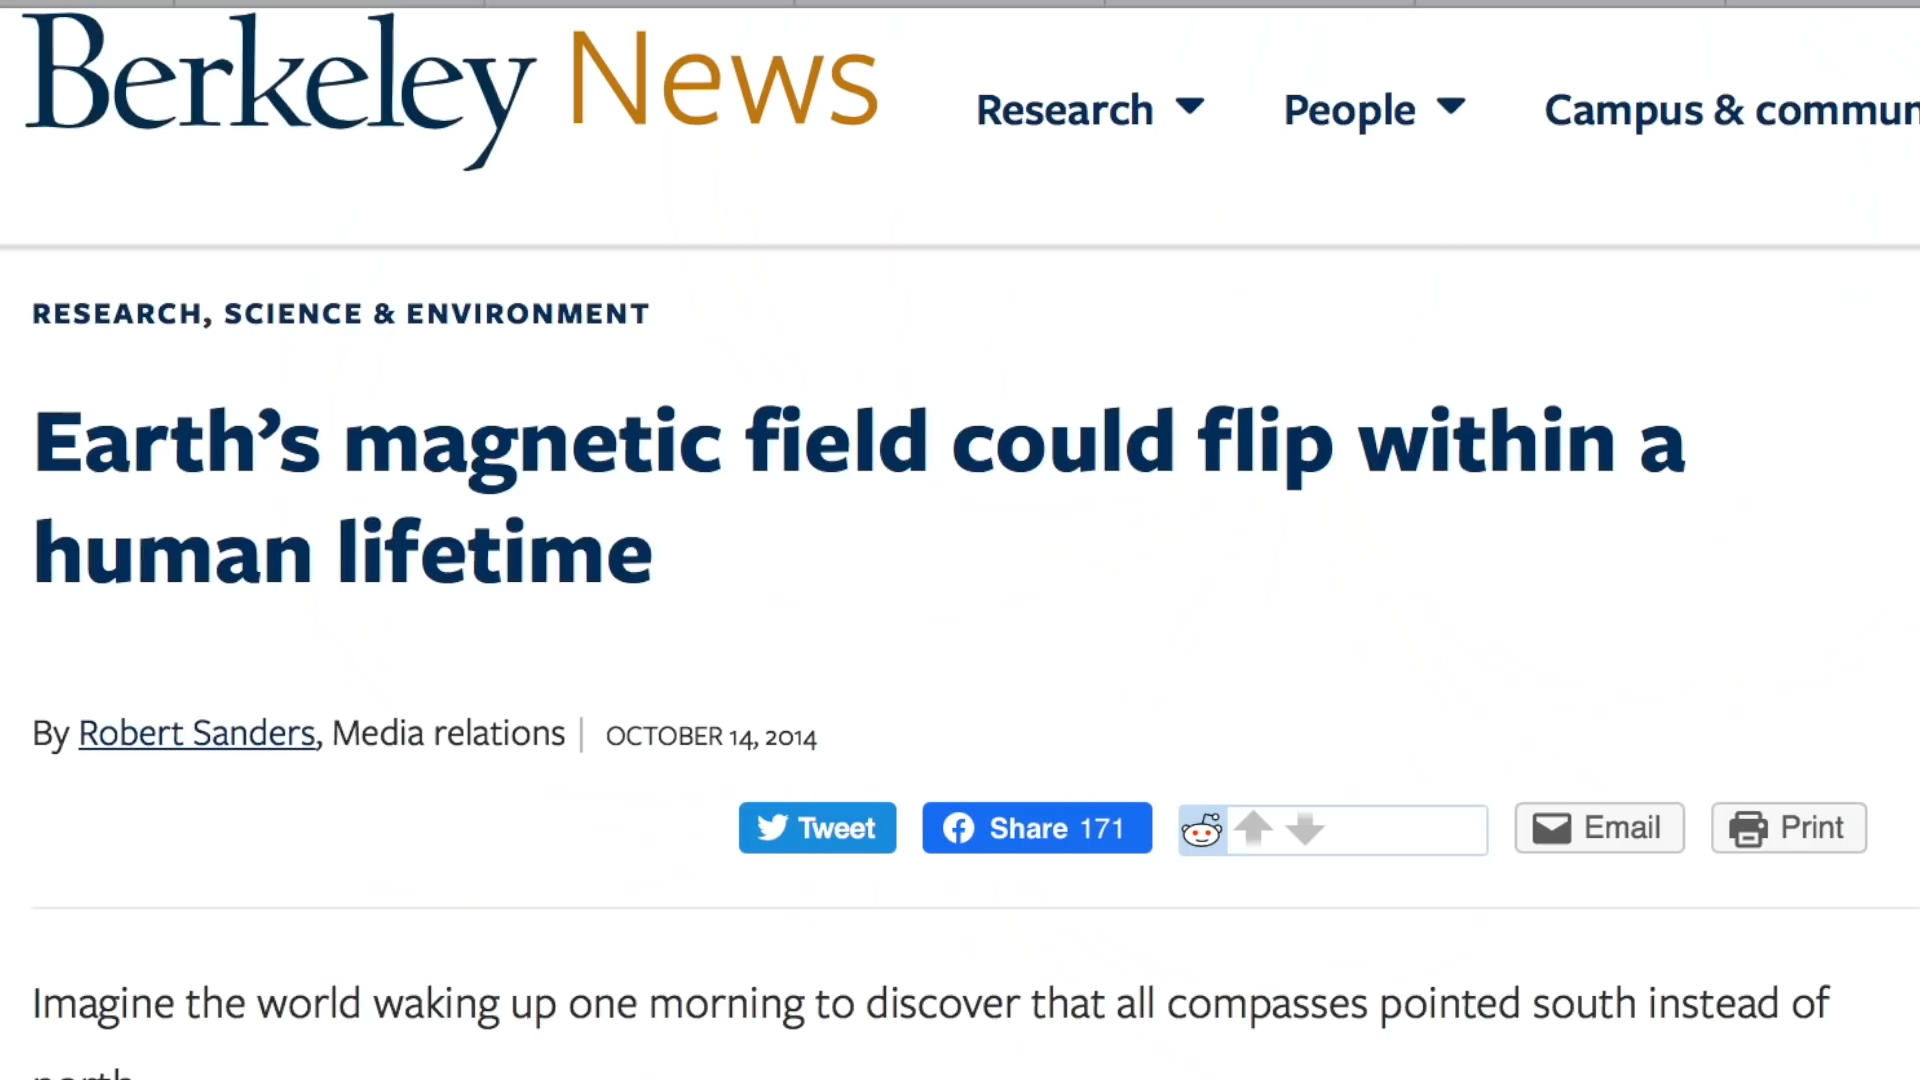 Berkeley News
Research People Campus & commun
RESEARCH, SCIENCE & ENVIRONMENT
Earth’s magnetic field could flip within a
human lifetime
By Robert Sanders, Media relations | OCTOBER 14, 2014
Tweet Share 171 Email Print
Imagine the world waking up one morning to discover that all compasses pointed south instead of